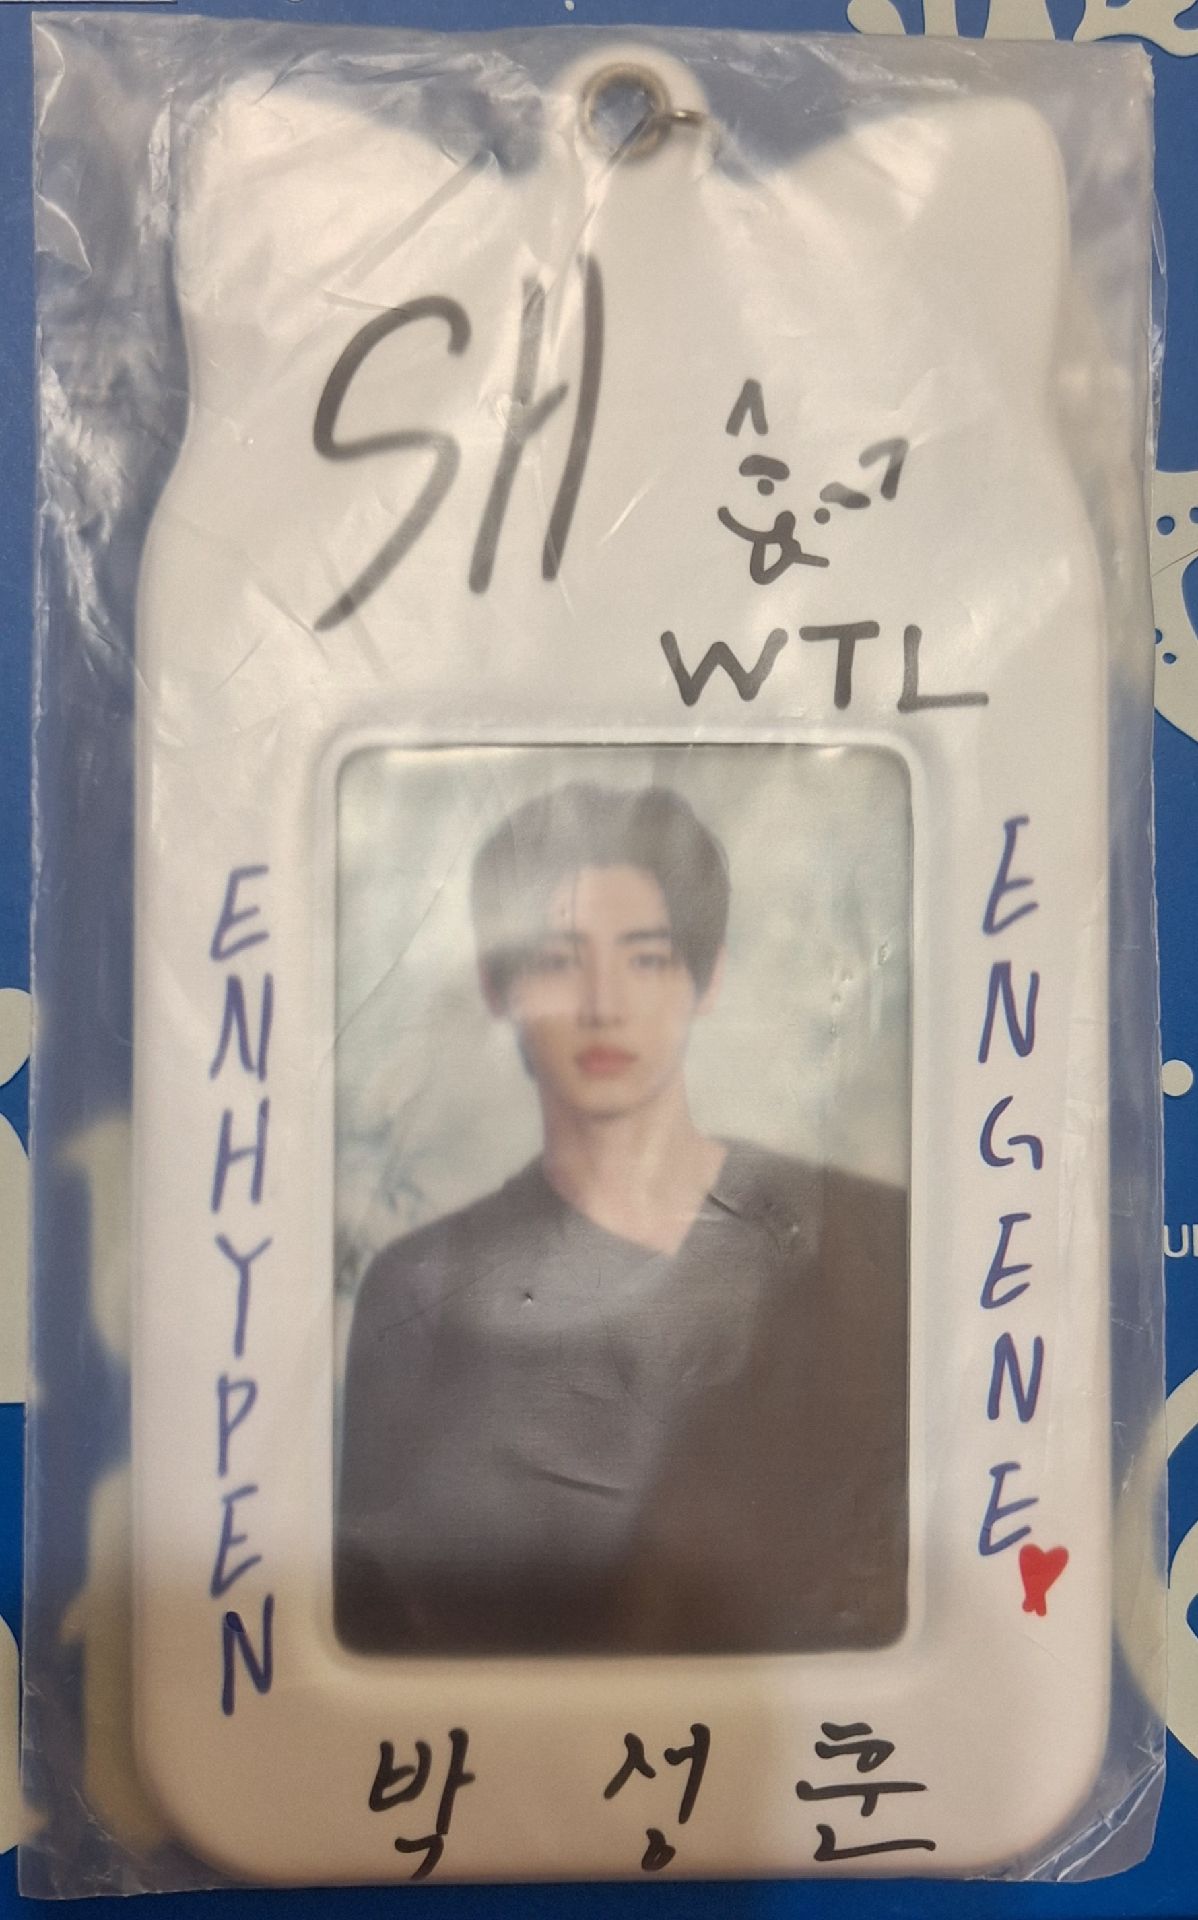 SH
WTL
ENHYPEN
ENGENE
박 성 훈